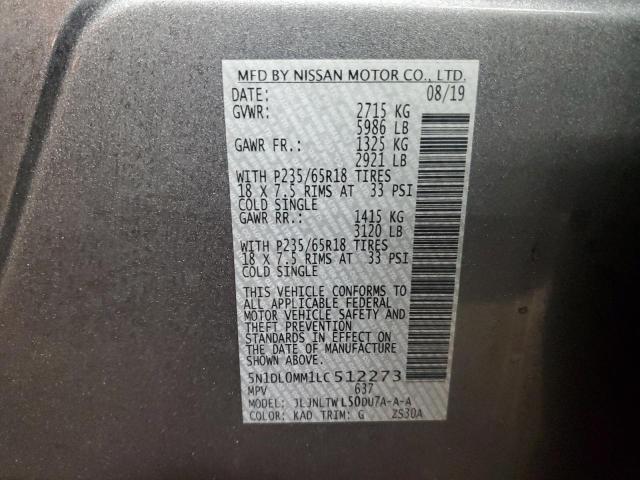 MFD BY NISSAN MOTOR CO., LTD.
DATE: 08/19
GVWR: 2715 KG
5986 LB
GAWR FR.: 1325 KG
2921 LB
WITH P235/65R18 TIRES
18 X 7.5 RIMS AT 33 PSI
COLD SINGLE
GAWR RR.: 1415 KG
3120 LB
WITH P235/65R18 TIRES
18 X 7.5 RIMS AT 33 PSI
COLD SINGLE
THIS VEHICLE CONFORMS TO
ALL APPLICABLE FEDERAL
MOTOR VEHICLE SAFETY AND
THEFT PREVENTION
STANDARDS IN EFFECT ON
THE DATE OF MANUFACTURE
SHOWN ABOVE.
5N1DL0MM1LC512273
MPV 637
MODEL: JLJNLTWL50DU7A-A-A
COLOR: KAD TRIM: G ZS30A